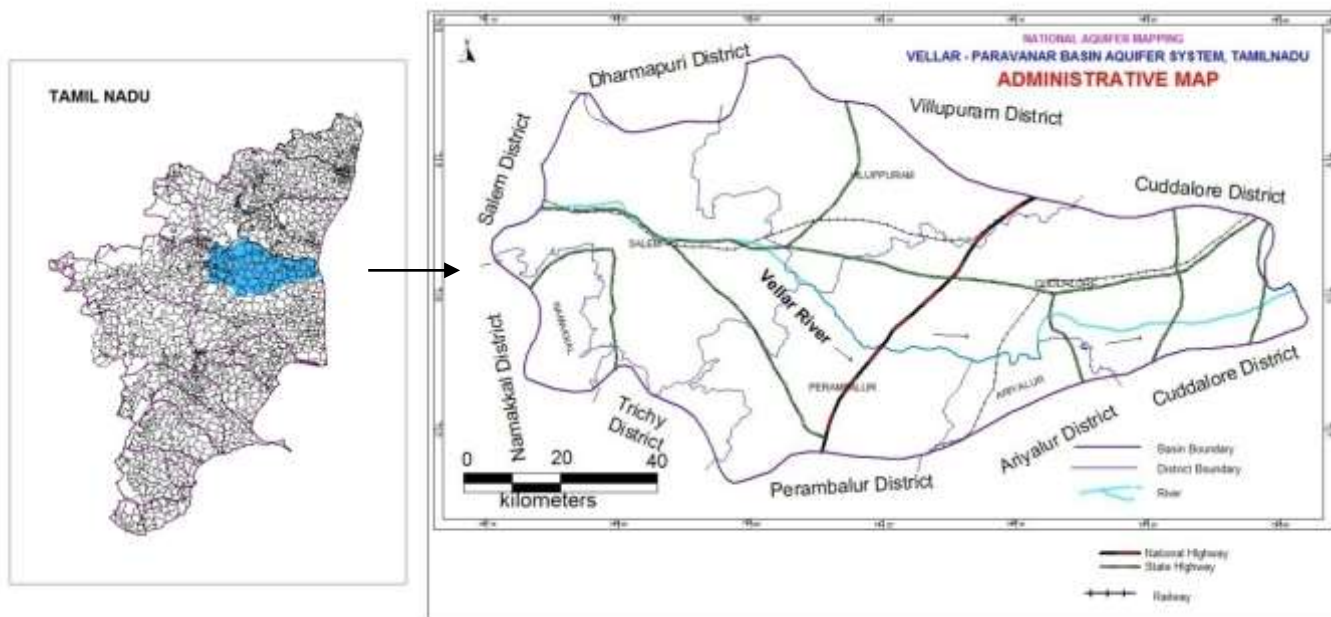 TAMIL NADU
NATIONAL AQUIFER MAPPING
VELLAR - PARAVANAR BASIN AQUIFER SYSTEM, TAMILNADU
ADMINISTRATIVE MAP
Dharmapuri District
Villupuram District
Salem District
Cuddalore District
VILUPPURAM
SALEM
CUDDALORE
Vellar River
NAMAKKAL
PERAMBALUR
ARIYALUR
Namakkal District
Trichy
District
Cuddalore District
Ariyalur District
Perambalur District
0 20 40
kilometers
Basin Boundary
District Boundary
River
National Highway
State Highway
Railway